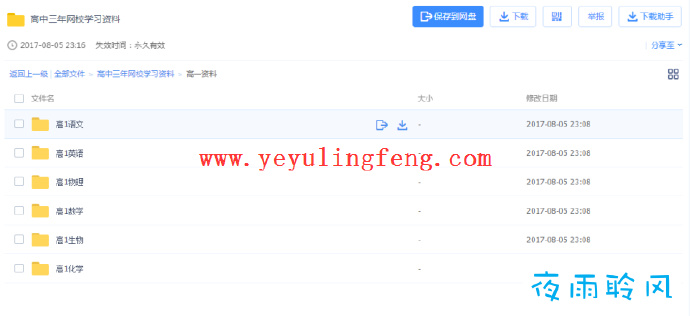 高中三年网校学习资料
保存到网盘 下载 举报 下载助手
2017-08-05 23:16 失效时间：永久有效 分享至
返回上一级 | 全部文件 > 高中三年网校学习资料 > 高一资料
文件名 大小 修改日期
高1语文 - 2017-08-05 23:08
高1英语 - 2017-08-05 23:08
www.yeyulingfeng.com
高1物理 - 2017-08-05 23:08
高1数学 - 2017-08-05 23:08
高1生物 - 2017-08-05 23:08
高1化学 -
夜雨聆风